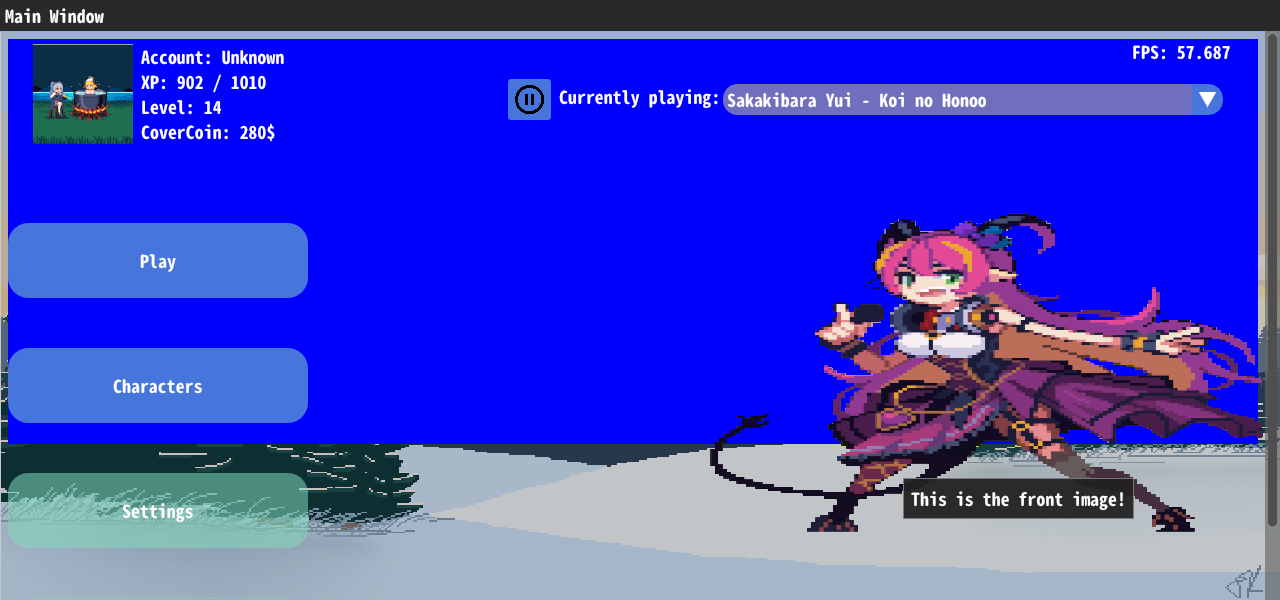 Main Window
Account: Unknown
XP: 902 / 1010
Level: 14
CoverCoin: 280$
FPS: 57.687
Currently playing: Sakakibara Yui - Koi no Honoo
Play
Characters
Settings
This is the front image!